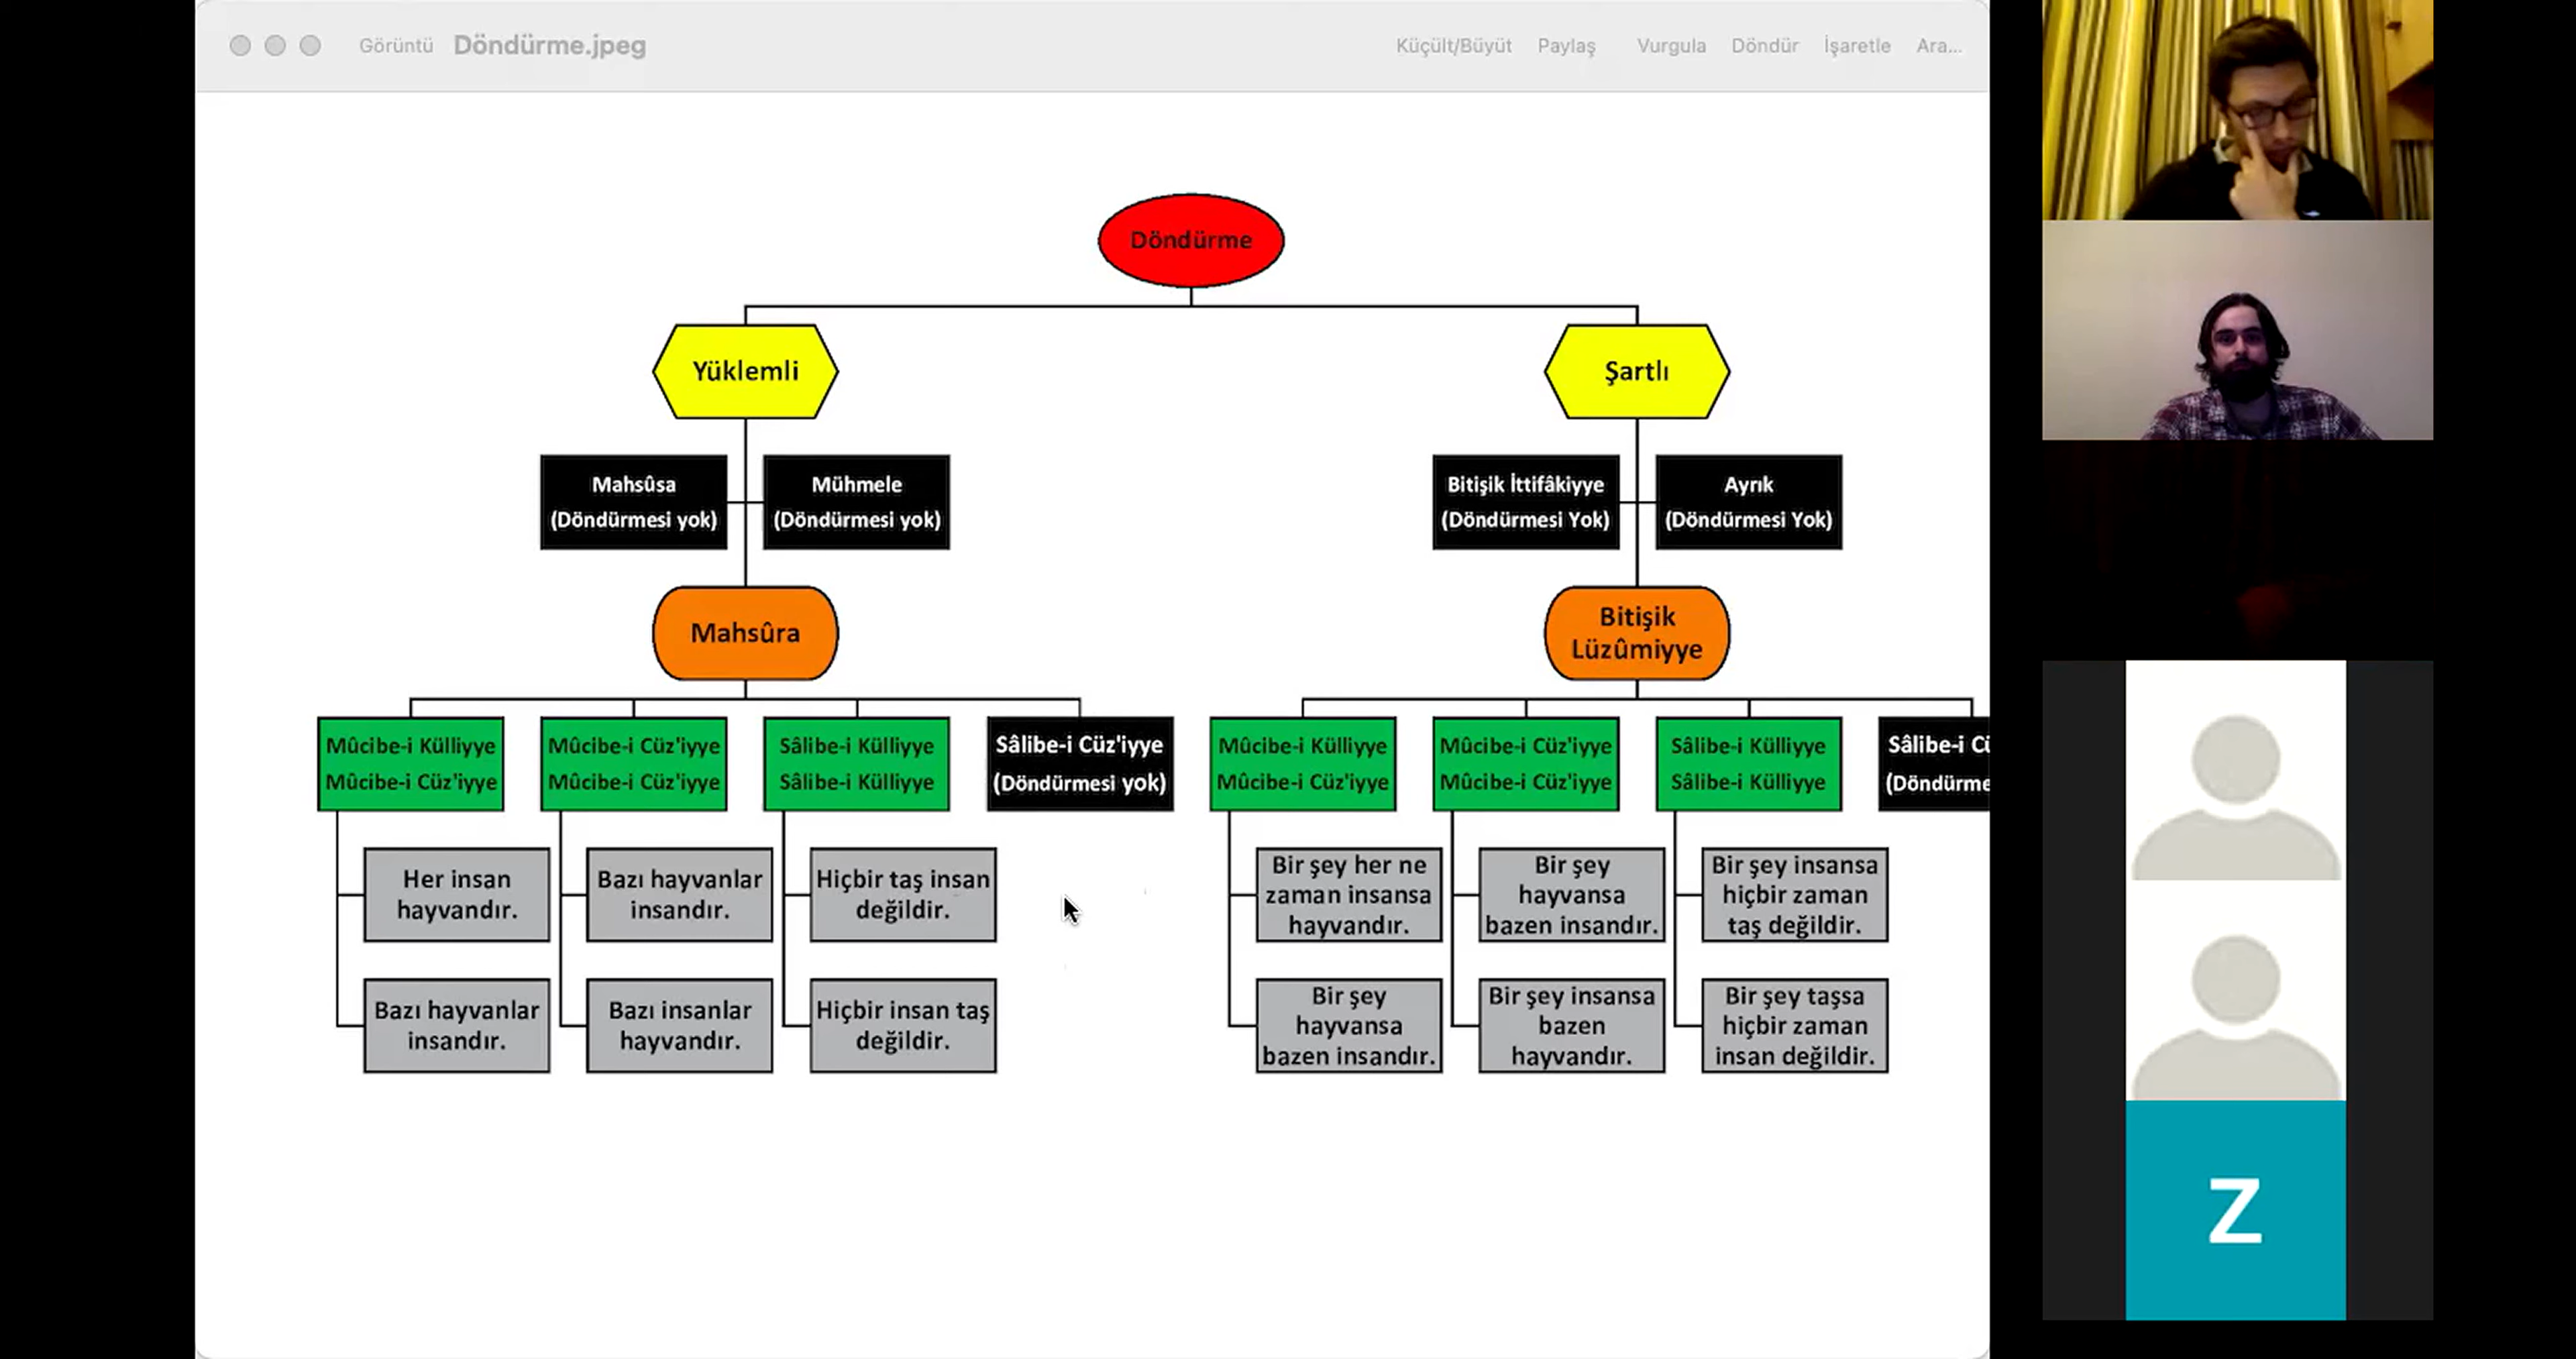 Görüntü Döndürme.jpeg
Küçült/Büyüt Paylaş Vurgula Döndür İşaretle Ara...
Döndürme
Yüklemli
Şartlı
Mahsûsa
(Döndürmesi yok)
Mühmele
(Döndürmesi yok)
Bitişik İttifâkiyye
(Döndürmesi Yok)
Ayrık
(Döndürmesi Yok)
Mahsûra
Bitişik
Lüzûmiyye
Mûcibe-i Külliyye
Mûcibe-i Cüz'iyye
Mûcibe-i Cüz'iyye
Mûcibe-i Cüz'iyye
Sâlibe-i Külliyye
Sâlibe-i Külliyye
Sâlibe-i Cüz'iyye
(Döndürmesi yok)
Mûcibe-i Külliyye
Mûcibe-i Cüz'iyye
Mûcibe-i Cüz'iyye
Mûcibe-i Cüz'iyye
Sâlibe-i Külliyye
Sâlibe-i Külliyye
Sâlibe-i Cü
(Döndürme
Her insan
hayvandır.
Bazı hayvanlar
insandır.
Hiçbir taş insan
değildir.
Bir şey her ne
zaman insansa
hayvandır.
Bir şey
hayvansa
bazen insandır.
Bir şey insansa
hiçbir zaman
taş değildir.
Bazı hayvanlar
insandır.
Bazı insanlar
hayvandır.
Hiçbir insan taş
değildir.
Bir şey
hayvansa
bazen insandır.
Bir şey insansa
bazen
hayvandır.
Bir şey taşsa
hiçbir zaman
insan değildir.
Z